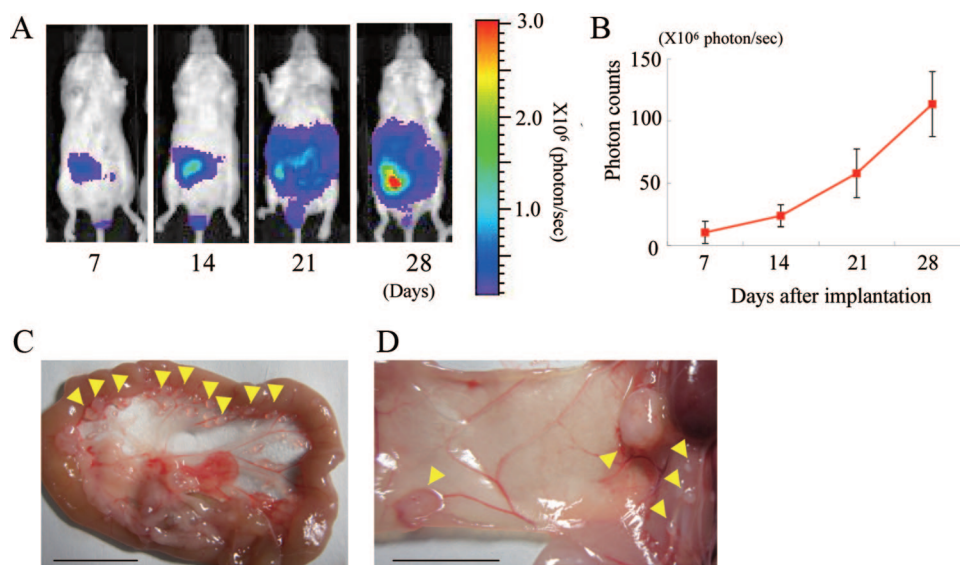 A
7
14
21
28
(Days)
3.0
2.0
1.0
X10⁶ (photon/sec)
B
(X10⁶ photon/sec)
Photon counts
150
100
50
0
7
14
21
28
Days after implantation
C
D